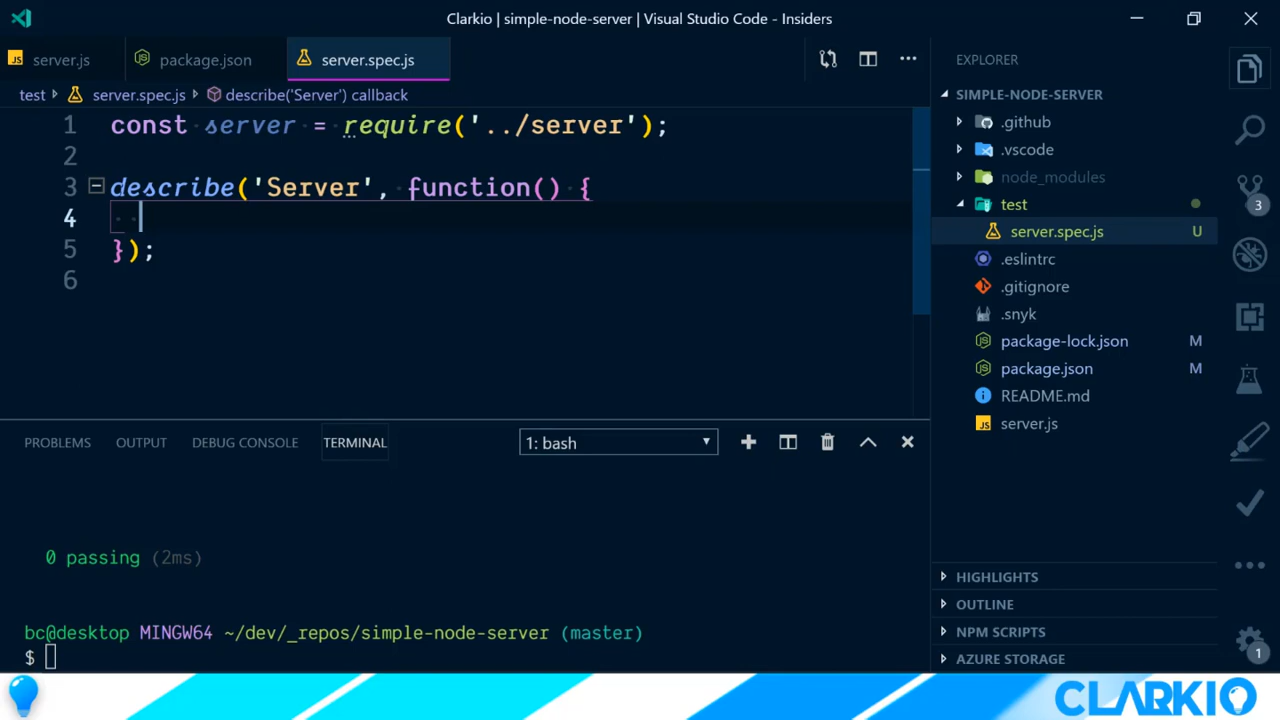 Clarkio | simple-node-server | Visual Studio Code - Insiders
JS server.js
package.json
server.spec.js
test server.spec.js describe('Server') callback
1 const server = require('../server');
2
3 describe('Server', function() {
4
5 });
6
PROBLEMS OUTPUT DEBUG CONSOLE TERMINAL 1: bash
0 passing (2ms)
bc@desktop MINGW64 ~/dev/_repos/simple-node-server (master)
$
EXPLORER
SIMPLE-NODE-SERVER
.github
.vscode
node_modules
test
server.spec.js U
.eslintrc
.gitignore
.snyk
package-lock.json M
package.json M
README.md
JS server.js
HIGHLIGHTS
OUTLINE
NPM SCRIPTS
AZURE STORAGE
3
1
CLARKIO